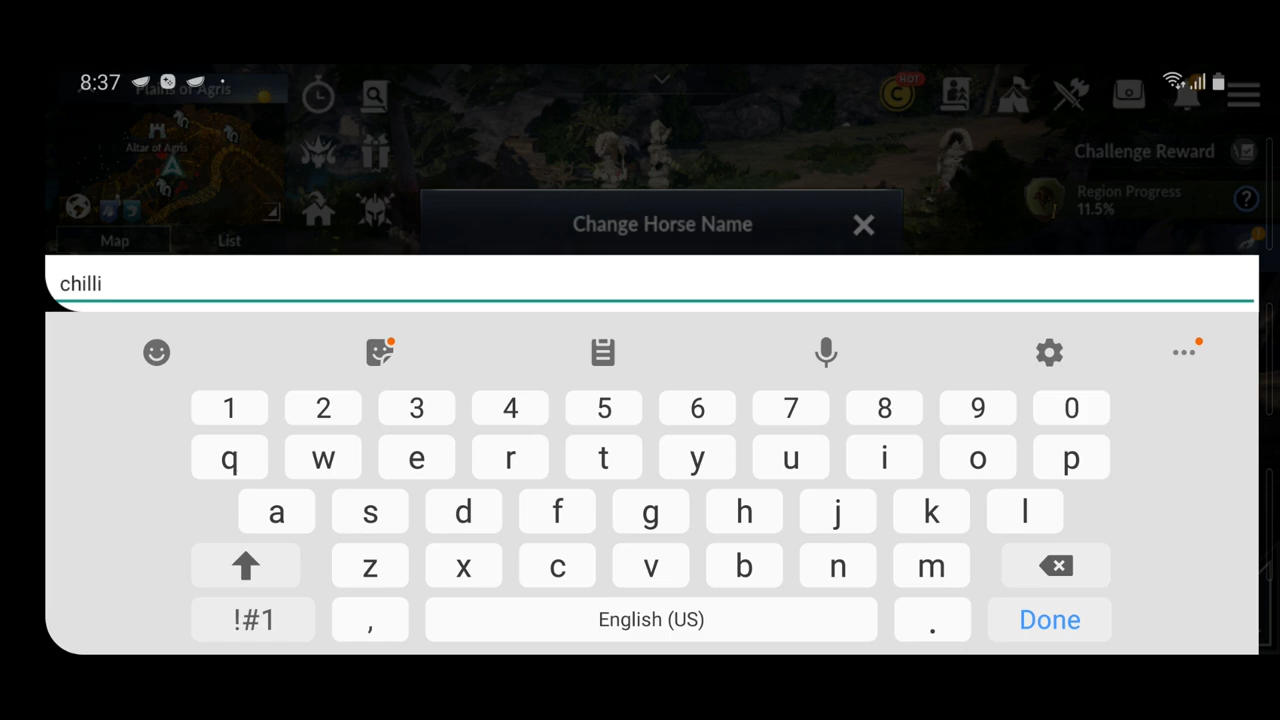 8:37
Plains of Agris
HOT
Altar of Agris
Challenge Reward
Region Progress
11.5%
?
Map
List
Change Horse Name
chilli
1 2 3 4 5 6 7 8 9 0
q w e r t y u i o p
a s d f g h j k l
z x c v b n m
!#1 , English (US) . Done